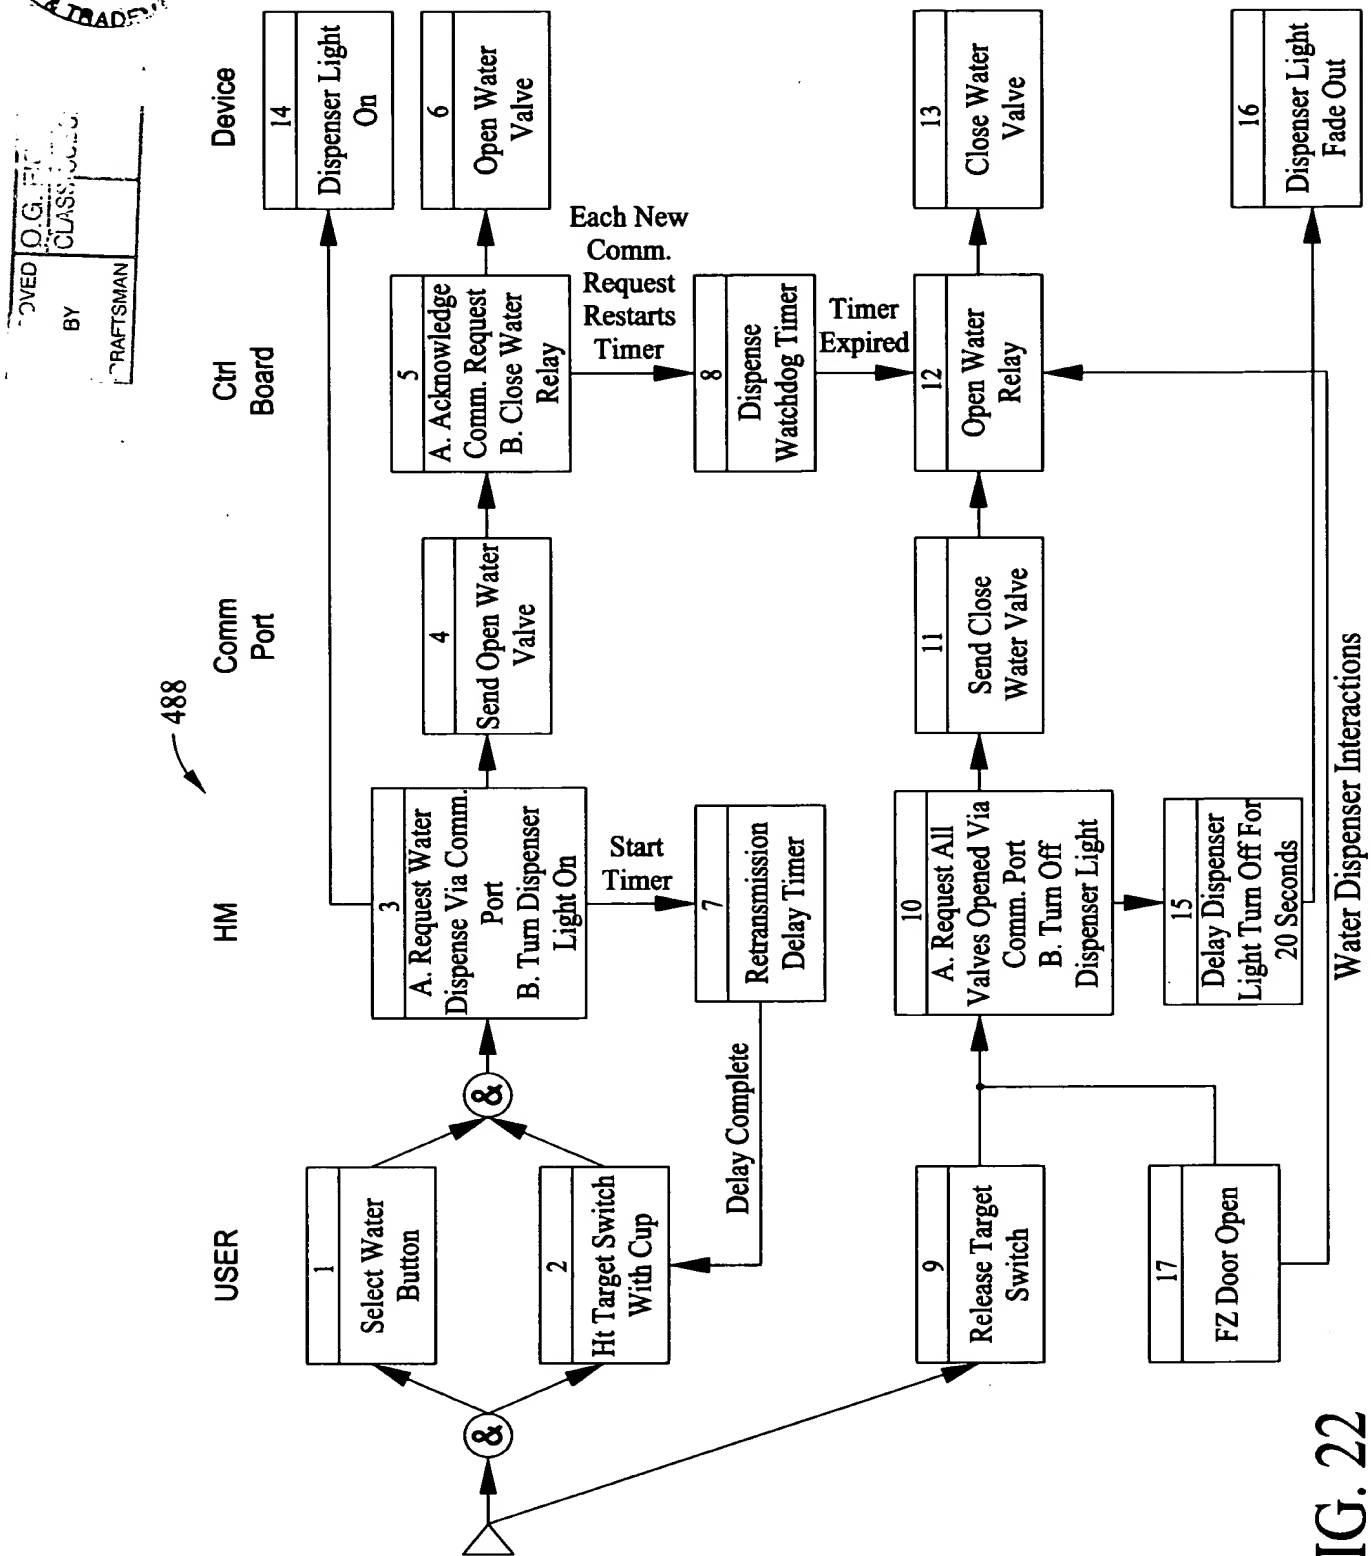 & TRADEM
OVED
O.G. FI
BY
CLASS
DRAFTSMAN
488
USER
HM
Comm
Port
Ctrl
Board
Device
&
1
Select Water
Button
2
Ht Target Switch
With Cup
&
3
A. Request Water
Dispense Via Comm.
Port
B. Turn Dispenser
Light On
4
Send Open Water
Valve
5
A. Acknowledge
Comm. Request
B. Close Water
Relay
6
Open Water
Valve
14
Dispenser Light
On
Start
Timer
7
Retransmission
Delay Timer
Delay Complete
Each New
Comm.
Request
Restarts
Timer
8
Dispense
Watchdog Timer
Timer
Expired
9
Release Target
Switch
10
A. Request All
Valves Opened Via
Comm. Port
B. Turn Off
Dispenser Light
11
Send Close
Water Valve
12
Open Water
Relay
13
Close Water
Valve
15
Delay Dispenser
Light Turn Off For
20 Seconds
16
Dispenser Light
Fade Out
17
FZ Door Open
Water Dispenser Interactions
IG. 22